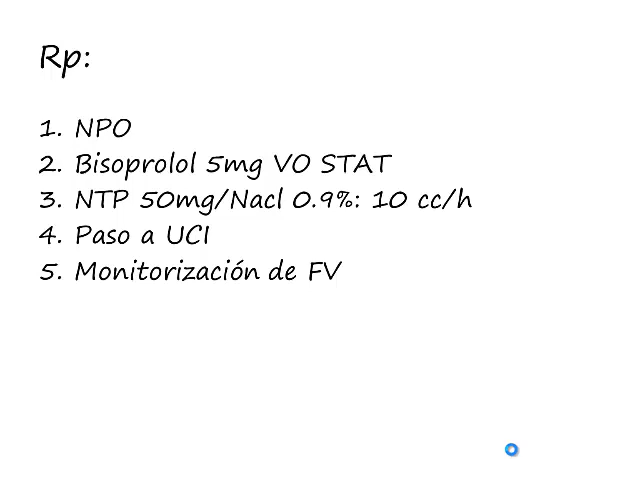 Rp:
1. NPO
2. Bisoprolol 5mg VO STAT
3. NTP 50mg/Nacl 0.9%: 10 cc/h
4. Paso a UCI
5. Monitorización de FV